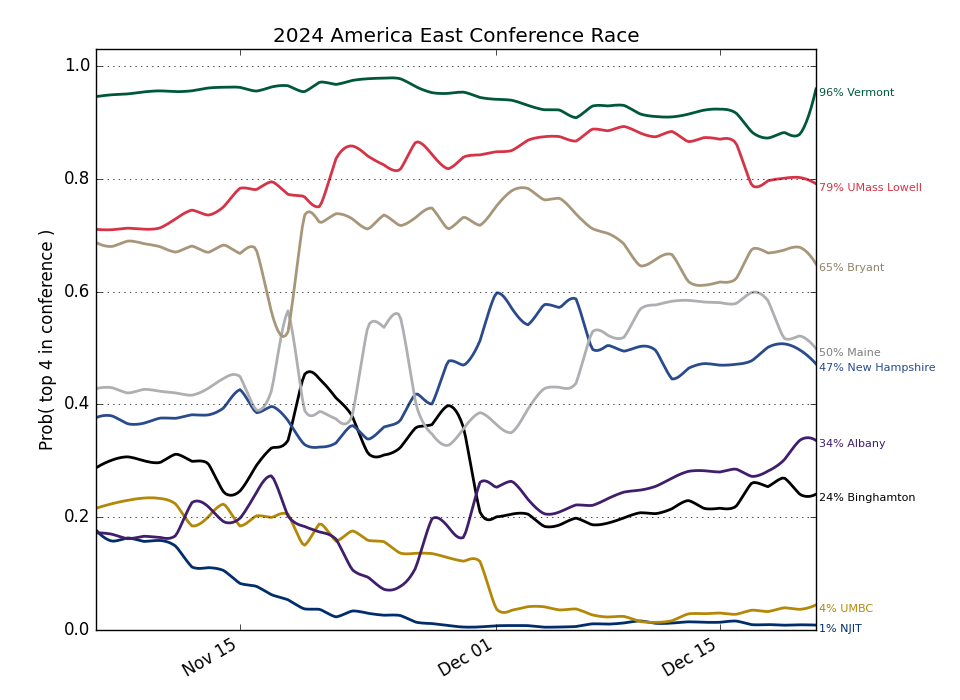 2024 America East Conference Race
1.0
0.8
0.6
0.4
0.2
0.0
Prob( top 4 in conference )
Nov 15
Dec 01
Dec 15
96% Vermont
79% UMass Lowell
65% Bryant
50% Maine
47% New Hampshire
34% Albany
24% Binghamton
4% UMBC
1% NJIT